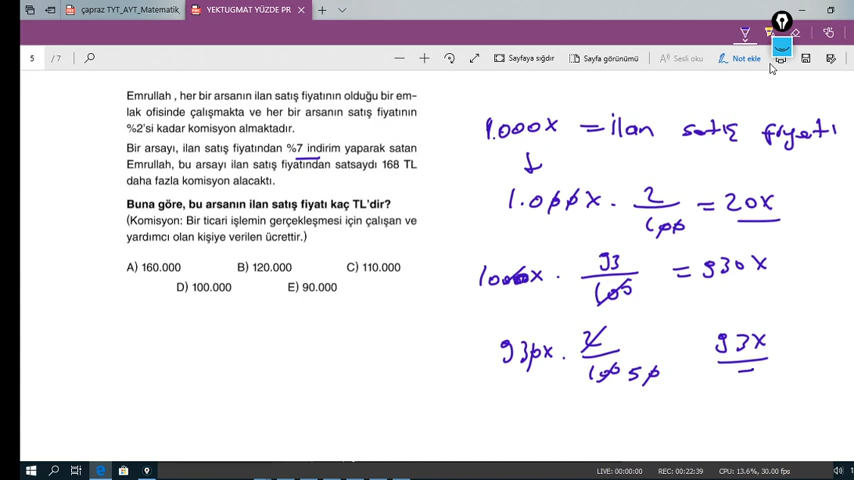 çapraz TYT_AYT_Matematik
YEKTUGMAT YÜZDE PR
5 /7
Sayfaya sığdır
Sayfa görünümü
Sesli oku
Not ekle
Emrullah , her bir arsanın ilan satış fiyatının olduğu bir em-
lak ofisinde çalışmakta ve her bir arsanın satış fiyatının
%2'si kadar komisyon almaktadır.
Bir arsayı, ilan satış fiyatından %7 indirim yaparak satan
Emrullah, bu arsayı ilan satış fiyatından satsaydı 168 TL
daha fazla komisyon alacaktı.
Buna göre, bu arsanın ilan satış fiyatı kaç TL'dir?
(Komisyon: Bir ticari işlemin gerçekleşmesi için çalışan ve
yardımcı olan kişiye verilen ücrettir.)
A) 160.000 B) 120.000 C) 110.000
D) 100.000 E) 90.000
1.000x = ilan satış fiyatı
1.000x . 2/100 = 20x
1000x . 93/100 = 930x
930x . 2/100 50 93x
LIVE: 00:00:00 REC: 00:22:39 CPU: 13.6%, 30.00 fps